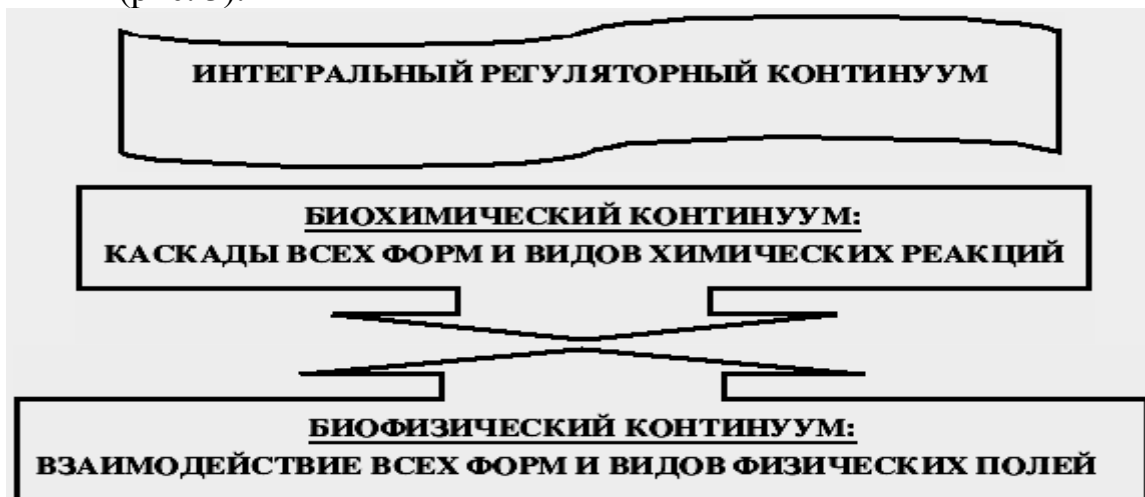 ИНТЕГРАЛЬНЫЙ РЕГУЛЯТОРНЫЙ КОНТИНУУМ
БИОХИМИЧЕСКИЙ КОНТИНУУМ:
КАСКАДЫ ВСЕХ ФОРМ И ВИДОВ ХИМИЧЕСКИХ РЕАКЦИЙ
БИОФИЗИЧЕСКИЙ КОНТИНУУМ:
ВЗАИМОДЕЙСТВИЕ ВСЕХ ФОРМ И ВИДОВ ФИЗИЧЕСКИХ ПОЛЕЙ